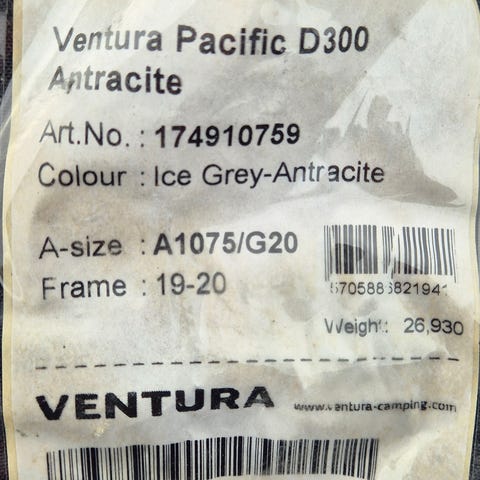 Ventura Pacific D300
Antracite
Art.No. : 174910759
Colour : Ice Grey-Antracite
A-size : A1075/G20
Frame : 19-20
Weight: 26,930
VENTURA
www.ventura-camping.com